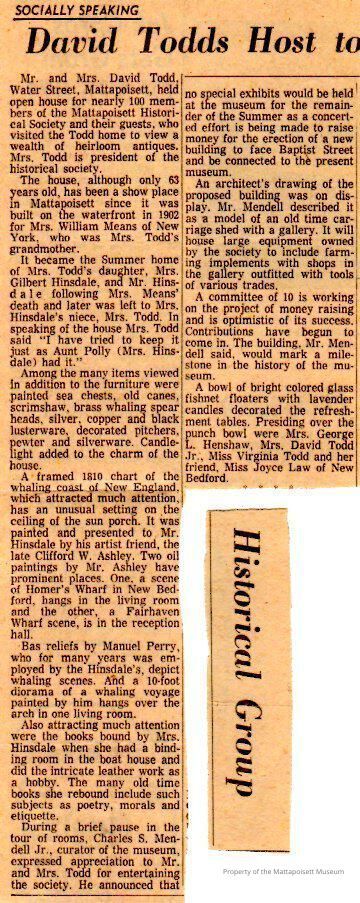 SOCIALLY SPEAKING
David Todds Host to
Mr. and Mrs. David Todd,
Water Street, Mattapoisett, held
open house for nearly 100 mem-
bers of the Mattapoisett Histori-
cal Society and their guests, who
visited the Todd home to view a
wealth of heirloom antiques.
Mrs. Todd is president of the
historical society.
The house, although only 63
years old, has been a show place
in Mattapoisett since it was
built on the waterfront in 1902
for Mrs. William Means of New
York, who was Mrs. Todd's
grandmother.
It became the Summer home
of Mrs. Todd's daughter, Mrs.
Gilbert Hinsdale, and Mr. Hins-
dale following Mrs. Means'
death and later was left to Mrs.
Hinsdale's niece, Mrs. Todd. In
speaking of the house Mrs. Todd
said "I have tried to keep it
just as Aunt Polly (Mrs. Hins-
dale) had it."
Among the many items viewed
in addition to the furniture were
painted sea chests, old canes,
scrimshaw, brass whaling spear
heads, silver, copper and black
lusterware, decorated pitchers,
pewter and silverware. Candle-
light added to the charm of the
house.
A framed 1810 chart of the
whaling coast of New England,
which attracted much attention,
has an unusual setting on the
ceiling of the sun porch. It was
painted and presented to Mr.
Hinsdale by his artist friend, the
late Clifford W. Ashley. Two oil
paintings by Mr. Ashley have
prominent places. One, a scene
of Homer's Wharf in New Bed-
ford, hangs in the living room
and the other, a Fairhaven
Wharf scene, is in the reception
hall.
Bas reliefs by Manuel Perry,
who for many years was em-
ployed by the Hinsdale's, depict
whaling scenes. And a 10-foot
diorama of a whaling voyage
painted by him hangs over the
arch in one living room.
Also attracting much attention
were the books bound by Mrs.
Hinsdale when she had a bind-
ing room in the boat house and
did the intricate leather work as
a hobby. The many old time
books she rebound include such
subjects as poetry, morals and
etiquette.
During a brief pause in the
tour of rooms, Charles S. Men-
dell Jr., curator of the museum,
expressed appreciation to Mr.
and Mrs. Todd for entertaining
the society. He announced that
no special exhibits would be held
at the museum for the remain-
der of the Summer as a concert-
ed effort is being made to raise
money for the erection of a new
building to face Baptist Street
and be connected to the present
museum.
An architect's drawing of the
proposed building was on dis-
play. Mr. Mendell described it
as a model of an old time car-
riage shed with a gallery. It will
house large equipment owned
by the society to include farm-
ing implements with shops in
the gallery outfitted with tools
of various trades.
A committee of 10 is working
on the project of money raising
and is optimistic of its success.
Contributions have begun to
come in. The building, Mr. Men-
dell said, would mark a mile-
stone in the history of the mu-
seum.
A bowl of bright colored glass
fishnet floaters with lavender
candles decorated the refresh-
ment tables. Presiding over the
punch bowl were Mrs. George
L. Henshaw, Mrs. David Todd
Jr., Miss Virginia Todd and her
friend, Miss Joyce Law of New
Bedford.
Historical Group
Property of the Mattapoisett Museum